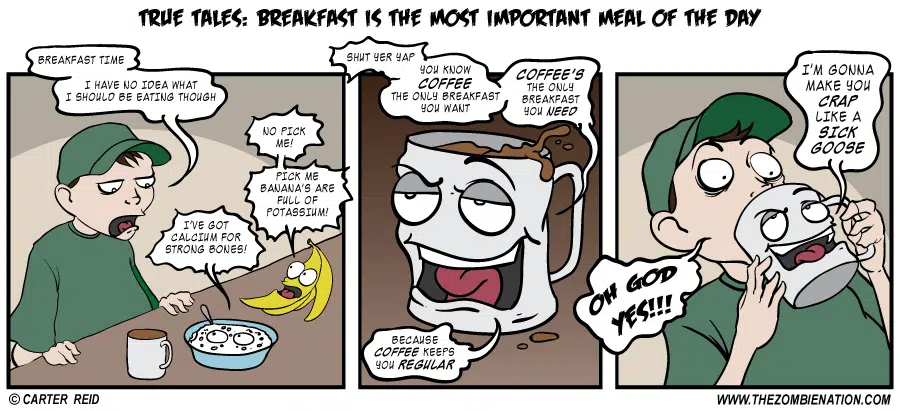 TRUE TALES: BREAKFAST IS THE MOST IMPORTANT MEAL OF THE DAY
BREAKFAST TIME
I HAVE NO IDEA WHAT
I SHOULD BE EATING THOUGH
I'VE GOT
CALCIUM FOR
STRONG BONES!
NO PICK
ME!
PICK ME
BANANA'S ARE
FULL OF
POTASSIUM!
SHUT YER YAP
YOU KNOW
COFFEE
THE ONLY BREAKFAST
YOU WANT
COFFEE'S
THE ONLY
BREAKFAST
YOU NEED
BECAUSE
COFFEE KEEPS
YOU REGULAR
I'M GONNA
MAKE YOU
CRAP
LIKE A
SICK
GOOSE
OH GOD
YES!!!
© CARTER REID
WWW.THEZOMBIENATION.COM